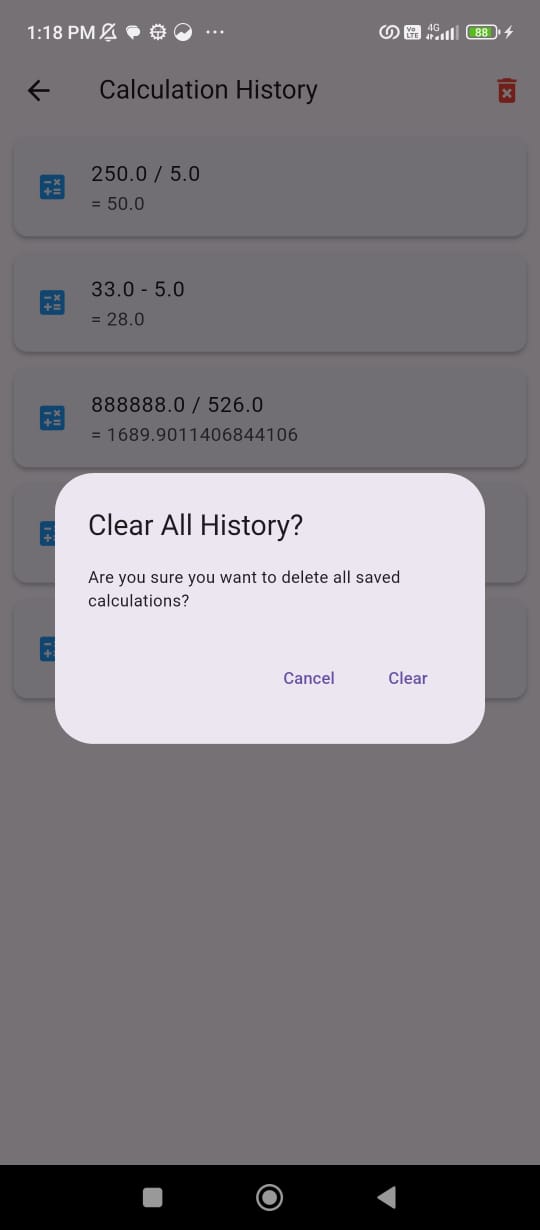 1:18 PM
Vo LTE 4G 88
Calculation History
250.0 / 5.0
= 50.0
33.0 - 5.0
= 28.0
888888.0 / 526.0
= 1689.9011406844106
Clear All History?
Are you sure you want to delete all saved
calculations?
Cancel Clear